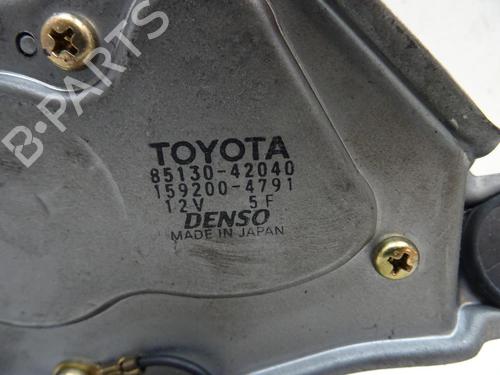 B-PARTS
TOYOTA
85130-42040
159200-4791
12V 5F
DENSO
MADE IN JAPAN